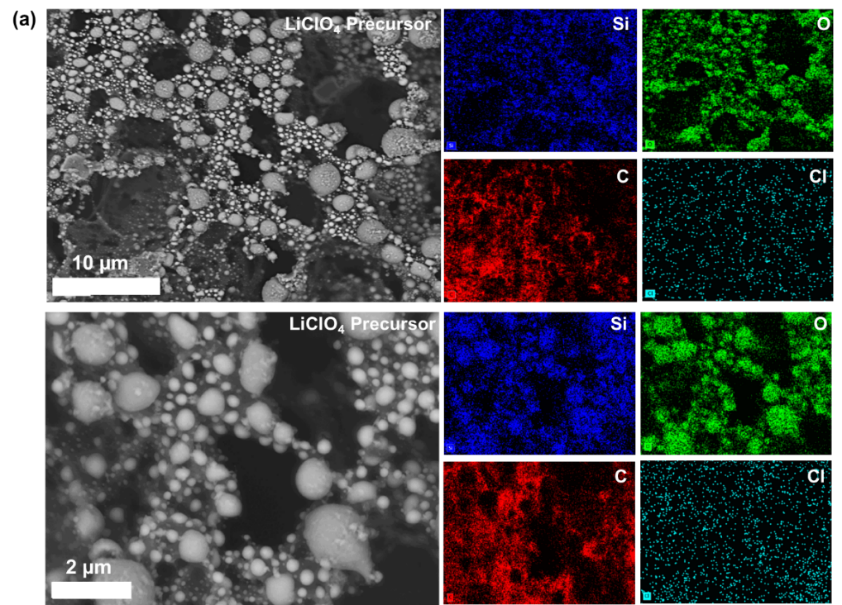 (a)
LiClO₄ Precursor
Si
O
C
Cl
10 µm
LiClO₄ Precursor
Si
O
C
Cl
2 µm